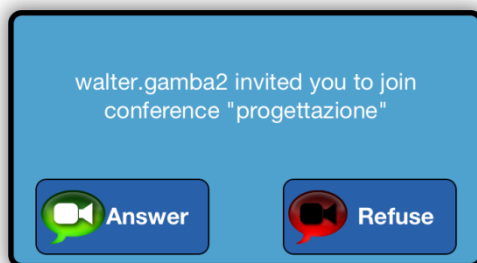 walter.gamba2 invited you to join
conference "progettazione"
Answer
Refuse